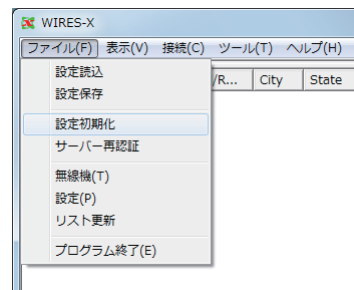 WIRES-X
ファイル(F) 表示(V) 接続(C) ツール(T) ヘルプ(H)
/R... City State
設定読込
設定保存
設定初期化
サーバー再認証
無線機(T)
設定(P)
リスト更新
プログラム終了(E)